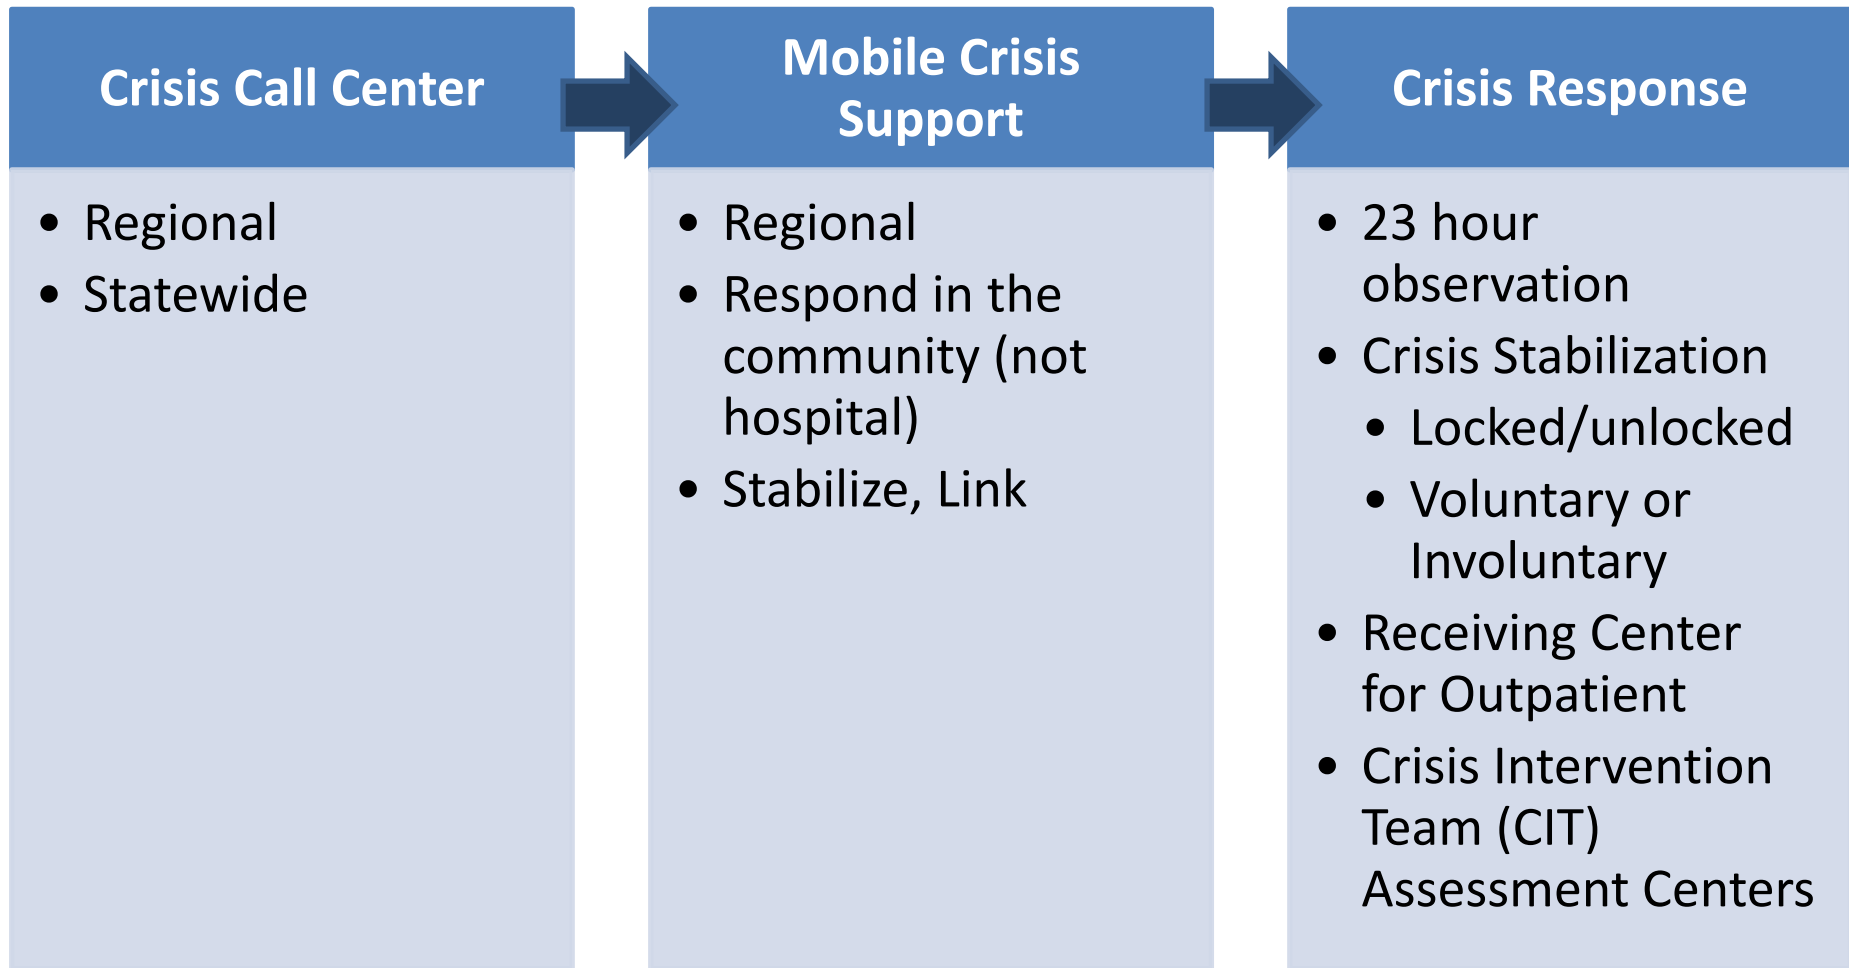 Crisis Call Center
• Regional
• Statewide
Mobile Crisis
Support
• Regional
• Respond in the
community (not
hospital)
• Stabilize, Link
Crisis Response
• 23 hour
observation
• Crisis Stabilization
• Locked/unlocked
• Voluntary or
Involuntary
• Receiving Center
for Outpatient
• Crisis Intervention
Team (CIT)
Assessment Centers